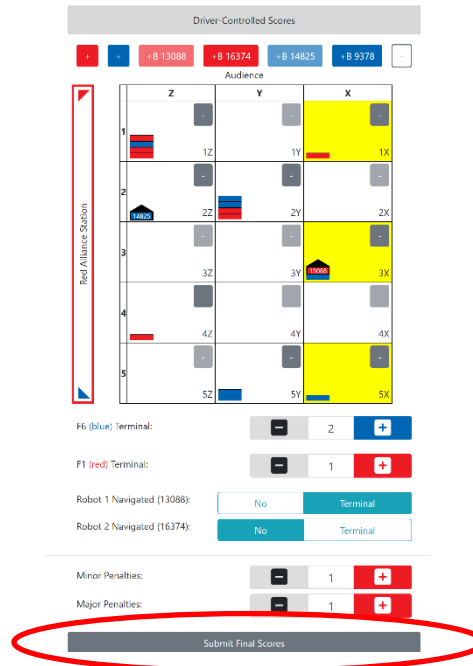 Driver-Controlled Scores
+ + +B 13088 +B 16374 +B 14825 +B 9378 -
Audience
Z Y X
1 - - -
1Z 1Y 1X
2 - - -
14825 2Z 2Y 2X
Red Alliance Station
3 - - -
13088
3Z 3Y 3X
4 - - -
4Z 4Y 4X
5 - - -
5Z 5Y 5X
F6 (blue) Terminal: - 2 +
F1 (red) Terminal: - 1 +
Robot 1 Navigated (13088): No Terminal
Robot 2 Navigated (16374): No Terminal
Minor Penalties: - 1 +
Major Penalties: - 1 +
Submit Final Scores